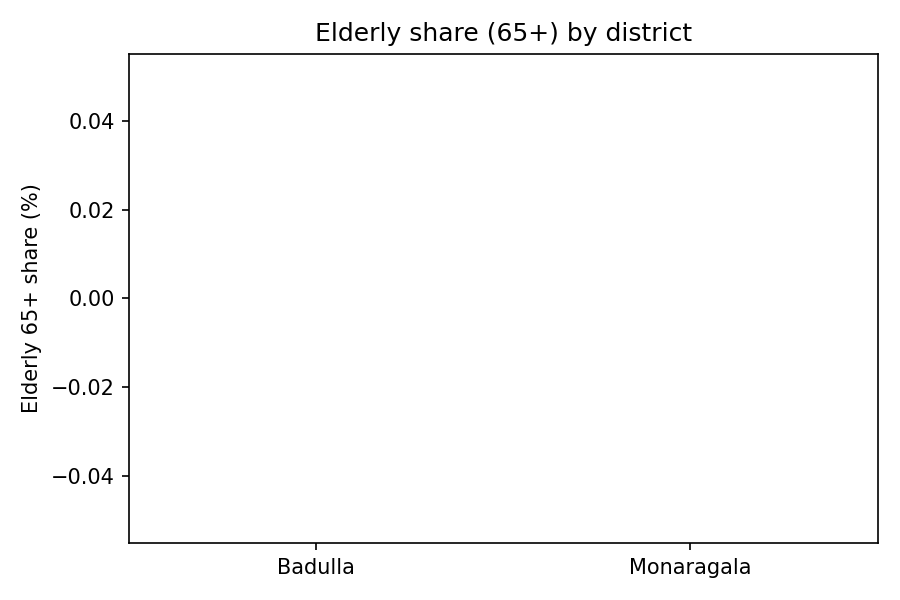 Elderly share (65+) by district
Elderly 65+ share (%)
0.04
0.02
0.00
−0.02
−0.04
Badulla
Monaragala